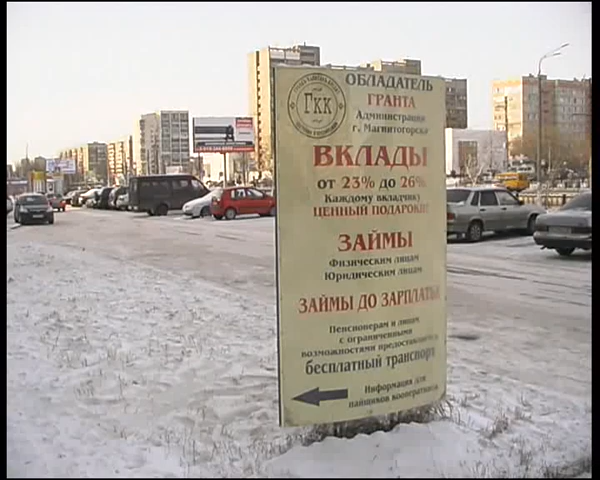 ГКК
ОБЛАДАТЕЛЬ
ГРАНТА
Администрации
г. Магнитогорска
ВКЛАДЫ
от 23% до 26%
Каждому вкладчику
ЦЕННЫЙ ПОДАРОК!
ЗАЙМЫ
Физическим лицам
Юридическим лицам
ЗАЙМЫ ДО ЗАРПЛАТЫ
Пенсионерам и лицам
с ограниченными
возможностями предоставляется
бесплатный транспорт
Информация для
пайщиков кооператива